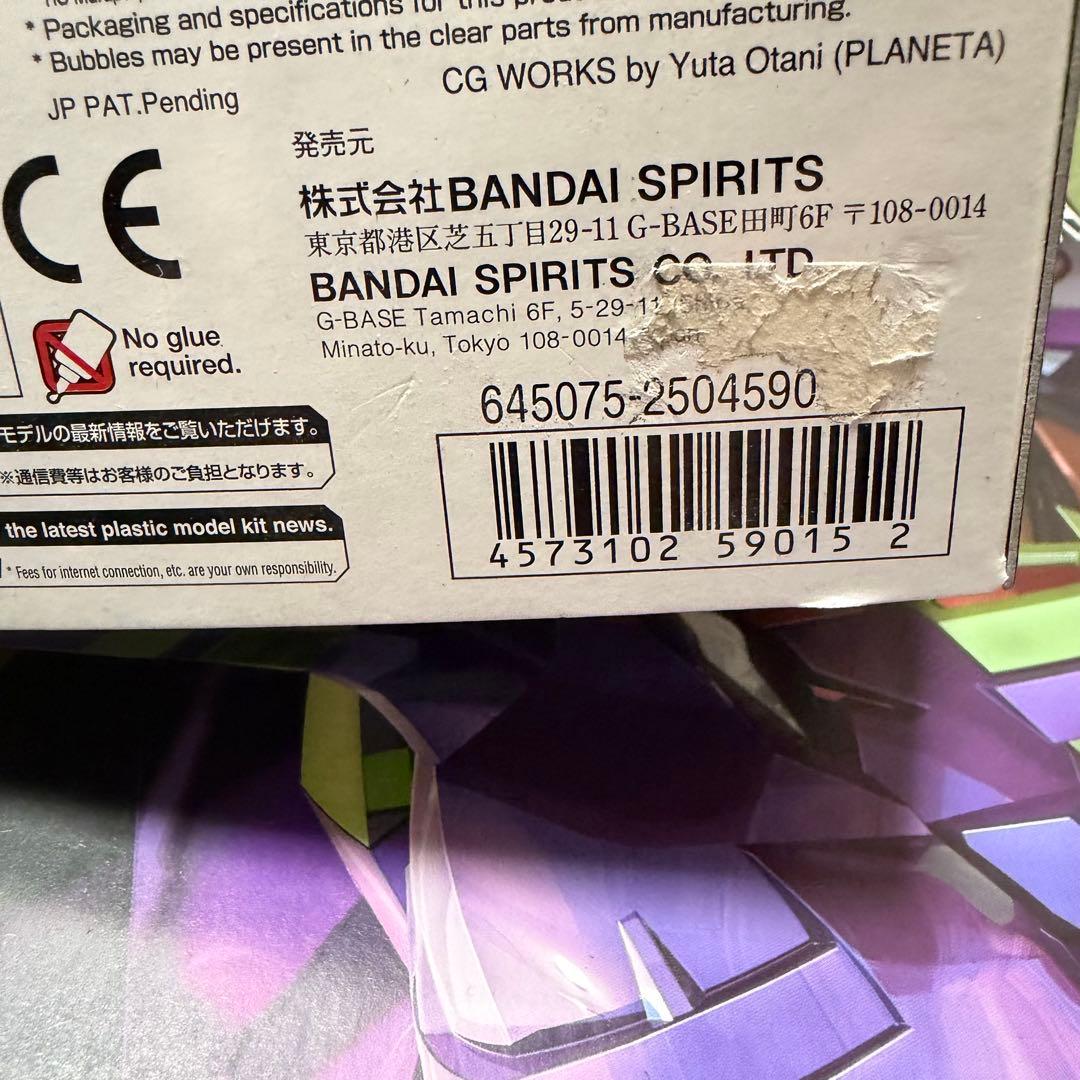 * Packaging and specifications for this
* Bubbles may be present in the clear parts from manufacturing.
CG WORKS by Yuta Otani (PLANETA)
JP PAT.Pending
CE
発売元
株式会社BANDAI SPIRITS
東京都港区芝五丁目29-11 G-BASE田町6F 〒108-0014
BANDAI SPIRITS CO., LTD.
G-BASE Tamachi 6F, 5-29-11
Minato-ku, Tokyo 108-0014
No glue
required.
モデルの最新情報をご覧いただけます。
※通信費等はお客様のご負担となります。
the latest plastic model kit news.
* Fees for internet connection, etc. are your own responsibility.
645075-2504590
4573102 59015 2